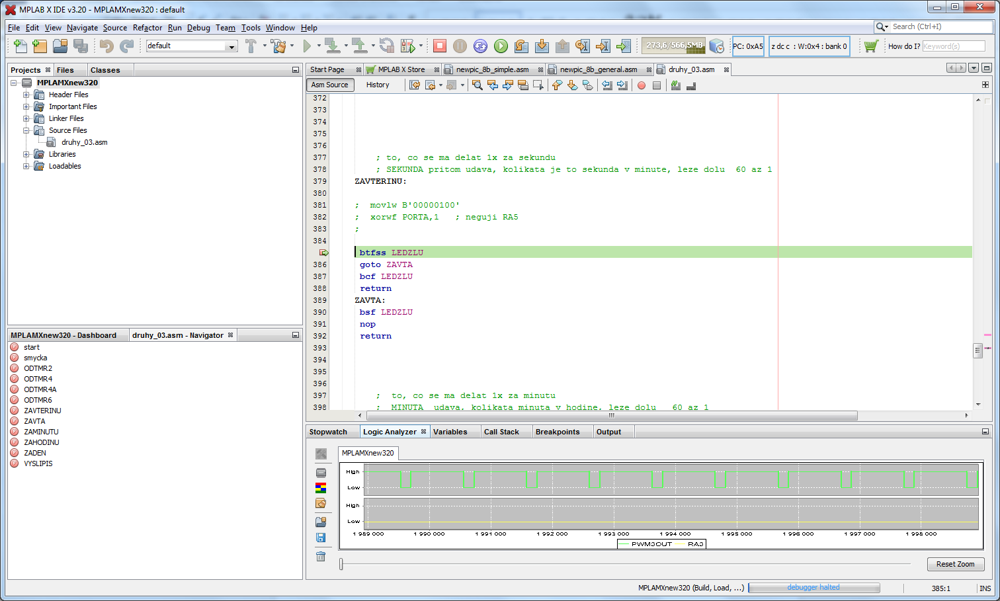 MPLAB X IDE v3.20 - MPLAMXnew320 : default
File Edit View Navigate Source Refactor Run Debug Team Tools Window Help
Search (Ctrl+I)
default
273,6/566,5MB
PC: 0xA5
z dc c : W:0x4 : bank 0
How do I?
Keyword(s)
Projects
Files
Classes
MPLAMXnew320
Header Files
Important Files
Linker Files
Source Files
druhy_03.asm
Libraries
Loadables
MPLAMXnew320 - Dashboard
druhy_03.asm - Navigator
start
smycka
ODTMR2
ODTMR4
ODTMR4A
ODTMR6
ZAVTERINU
ZAVTA
ZAMINUTU
ZAHODINU
ZADEN
VYSLIPIS
Start Page
MPLAB X Store
newpic_8b_simple.asm
newpic_8b_general.asm
druhy_03.asm
Asm Source
History
372
373
374
375
376
377 ; to, co se ma delat 1x za sekundu
378 ; SEKUNDA pritom udava, kolikata je to sekunda v minute, leze dolu 60 az 1
379 ZAVTERINU:
380
381 ; movlw B'00000100'
382 ; xorwf PORTA,1 ; neguji RA5
383 ;
384
btfss LEDZLU
386 goto ZAVTA
387 bcf LEDZLU
388 return
389 ZAVTA:
390 bsf LEDZLU
391 nop
392 return
393
394
395
396
397 ; to, co se ma delat 1x za minutu
398 ; MINUTA udava, kolikata minuta v hodine, leze dolu 60 az 1
Stopwatch
Logic Analyzer
Variables
Call Stack
Breakpoints
Output
MPLAMXnew320
High
Low
High
Low
1 989 000 1 990 000 1 991 000 1 992 000 1 993 000 1 994 000 1 995 000 1 996 000 1 997 000 1 998 000
PWM3OUT RA3
Reset Zoom
MPLAMXnew320 (Build, Load, ...)
debugger halted
385:1
INS